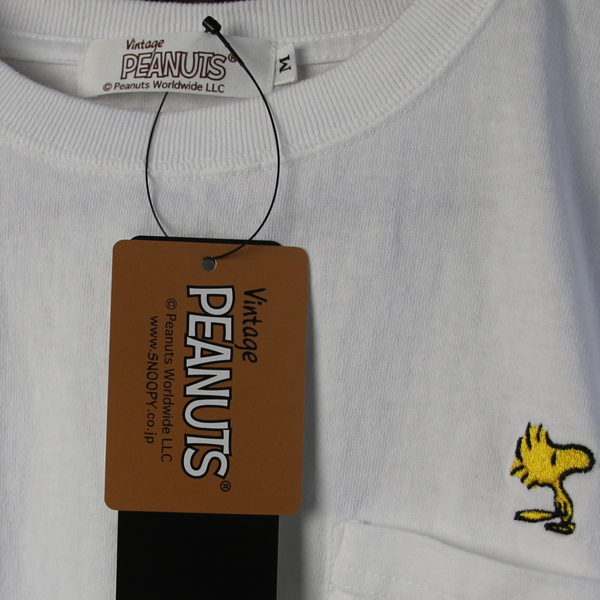 Vintage
PEANUTS®
© Peanuts Worldwide LLC
M
Vintage
PEANUTS®
© Peanuts Worldwide LLC
www.SNOOPY.co.jp